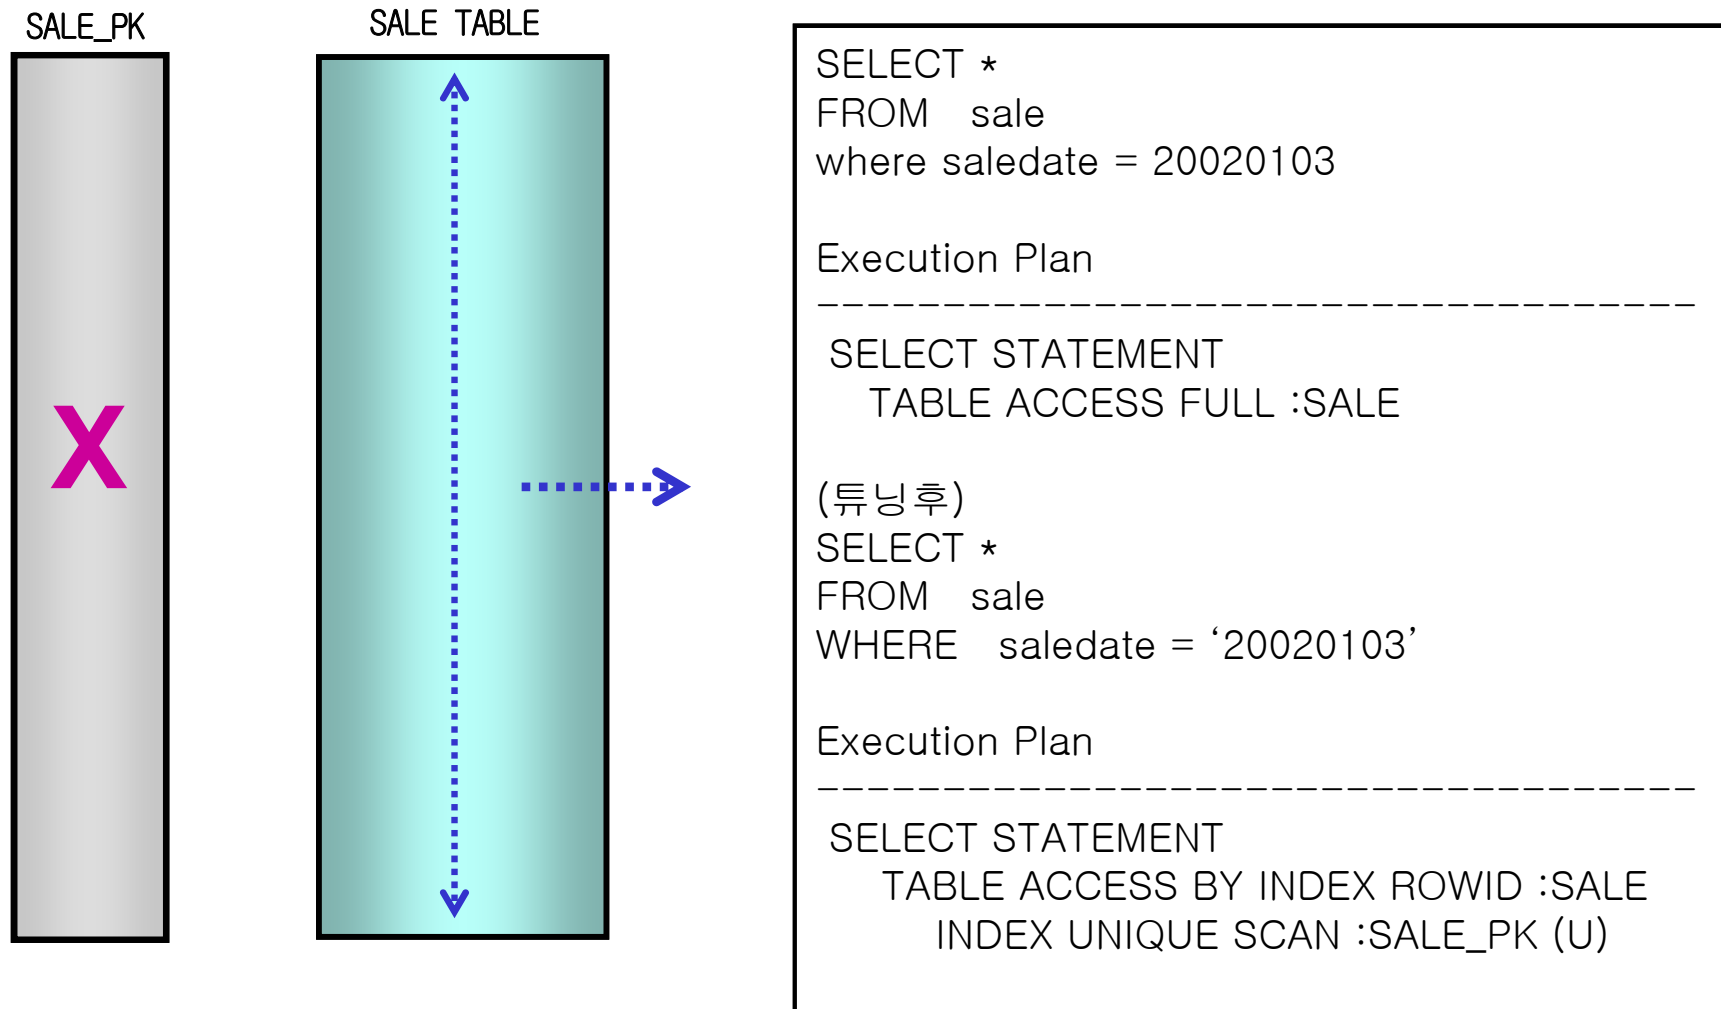 SALE_PK
SALE TABLE
X
SELECT *
FROM sale
where saledate = 20020103
Execution Plan
-----------------------------------
SELECT STATEMENT
TABLE ACCESS FULL :SALE
(튜닝후)
SELECT *
FROM sale
WHERE saledate = ‘20020103’
Execution Plan
-----------------------------------
SELECT STATEMENT
TABLE ACCESS BY INDEX ROWID :SALE
INDEX UNIQUE SCAN :SALE_PK (U)